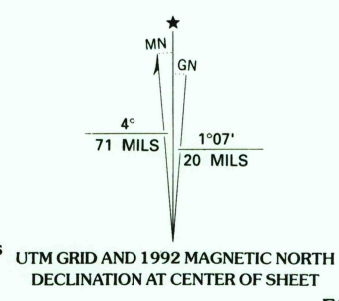 MN
GN
4°
71 MILS
1°07'
20 MILS
UTM GRID AND 1992 MAGNETIC NORTH
DECLINATION AT CENTER OF SHEET